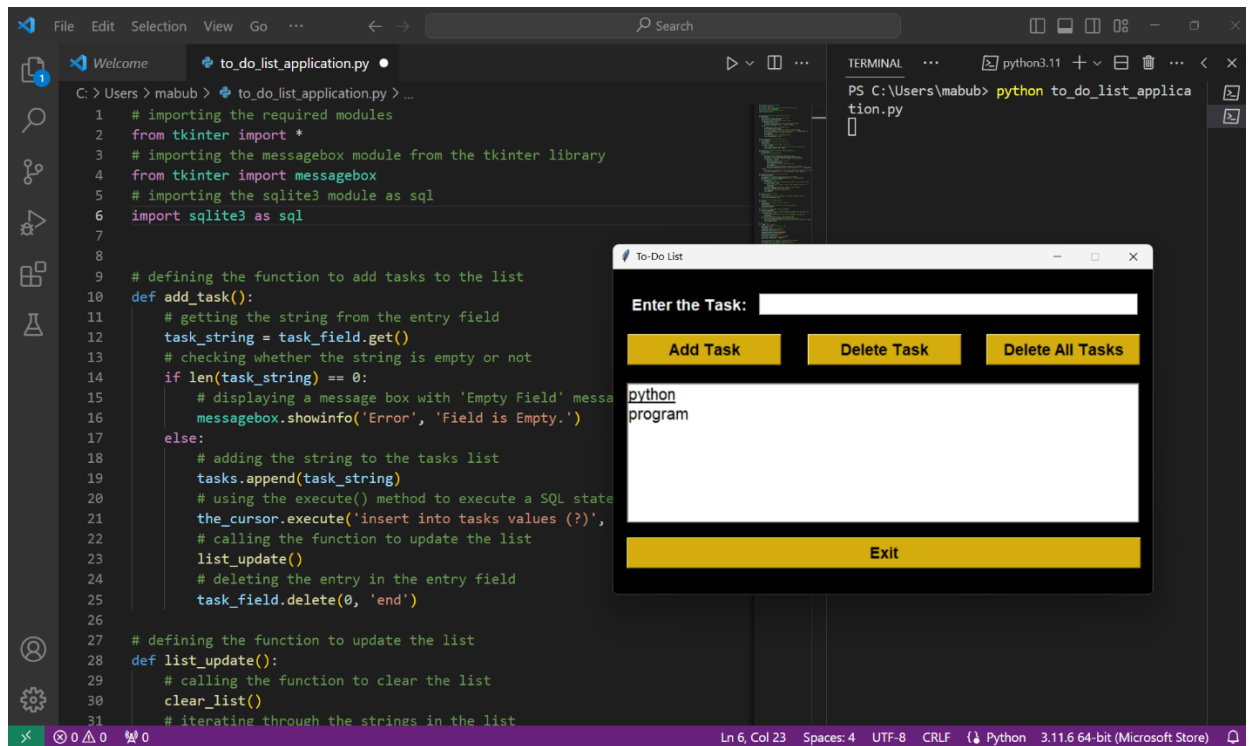 File Edit Selection View Go ··· Search
Welcome to_do_list_application.py
C: > Users > mabub > to_do_list_application.py > ...
1 # importing the required modules
2 from tkinter import *
3 # importing the messagebox module from the tkinter library
4 from tkinter import messagebox
5 # importing the sqlite3 module as sql
6 import sqlite3 as sql
7
8
9 # defining the function to add tasks to the list
10 def add_task():
11 # getting the string from the entry field
12 task_string = task_field.get()
13 # checking whether the string is empty or not
14 if len(task_string) == 0:
15 # displaying a message box with 'Empty Field' messa
16 messagebox.showinfo('Error', 'Field is Empty.')
17 else:
18 # adding the string to the tasks list
19 tasks.append(task_string)
20 # using the execute() method to execute a SQL state
21 the_cursor.execute('insert into tasks values (?)',
22 # calling the function to update the list
23 list_update()
24 # deleting the entry in the entry field
25 task_field.delete(0, 'end')
26
27 # defining the function to update the list
28 def list_update():
29 # calling the function to clear the list
30 clear_list()
31 # iterating through the strings in the list
TERMINAL ··· python3.11
PS C:\Users\mabub> python to_do_list_applica
tion.py
To-Do List
Enter the Task:
Add Task Delete Task Delete All Tasks
python
program
Exit
1
0 0 0 Ln 6, Col 23 Spaces: 4 UTF-8 CRLF Python 3.11.6 64-bit (Microsoft Store)